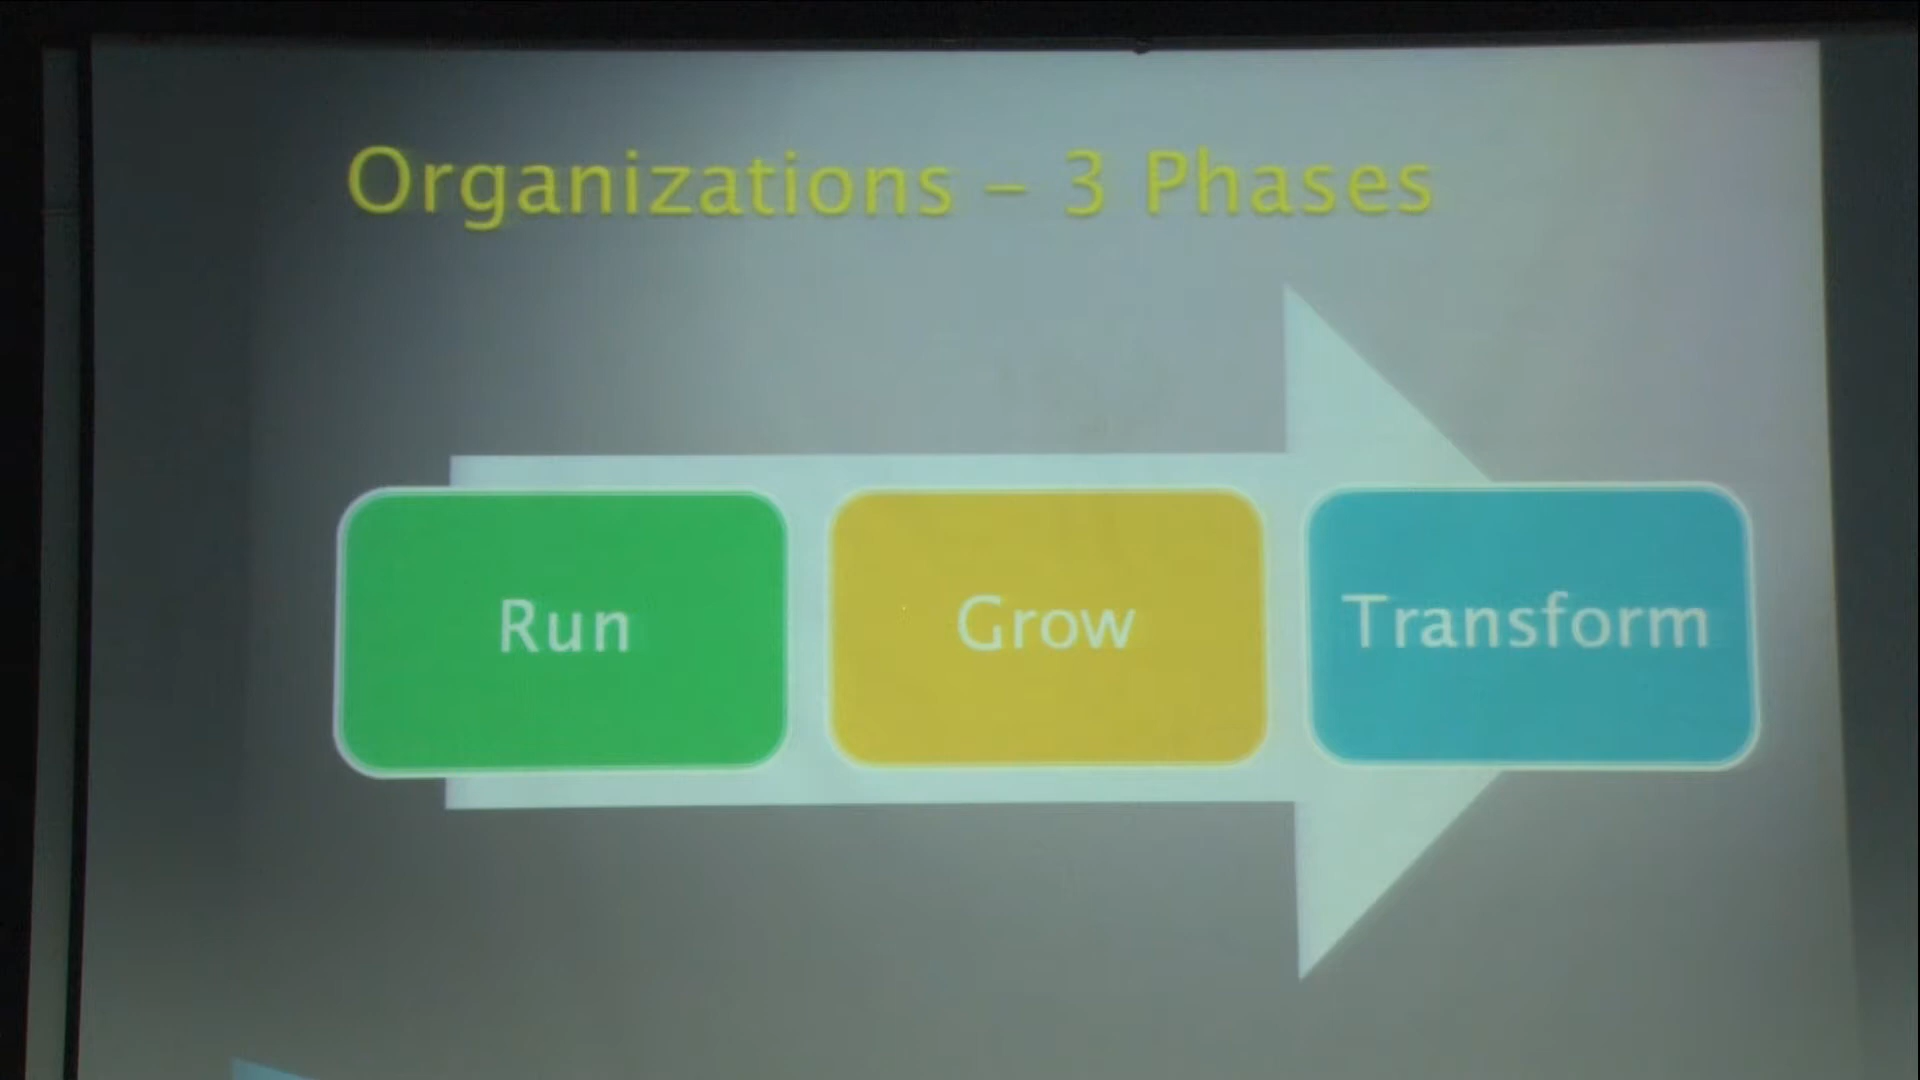 Organizations – 3 Phases
Run
Grow
Transform